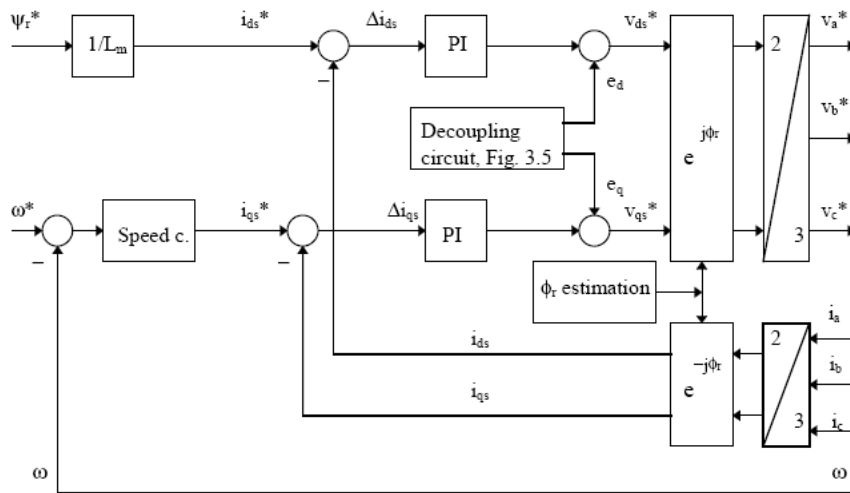 ψr* ids* Δids vds* va*
1/Lm PI 2
– ed vb*
Decoupling
circuit, Fig. 3.5
e^jϕr
eq
ω* iqs* Δiqs vqs* vc*
Speed c. PI 3
– –
ϕr estimation
ia
ids 2
e^–jϕr ib
iqs 3 ic
ω ω